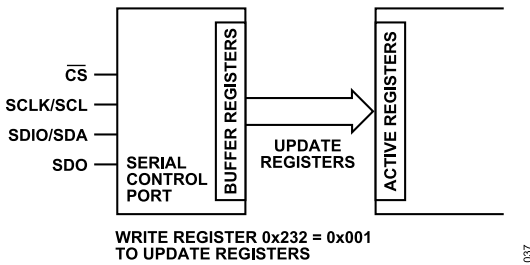 CS
SCLK/SCL
SDIO/SDA
SDO
SERIAL
CONTROL
PORT
BUFFER REGISTERS
UPDATE
REGISTERS
ACTIVE REGISTERS
WRITE REGISTER 0x232 = 0x001
TO UPDATE REGISTERS
037